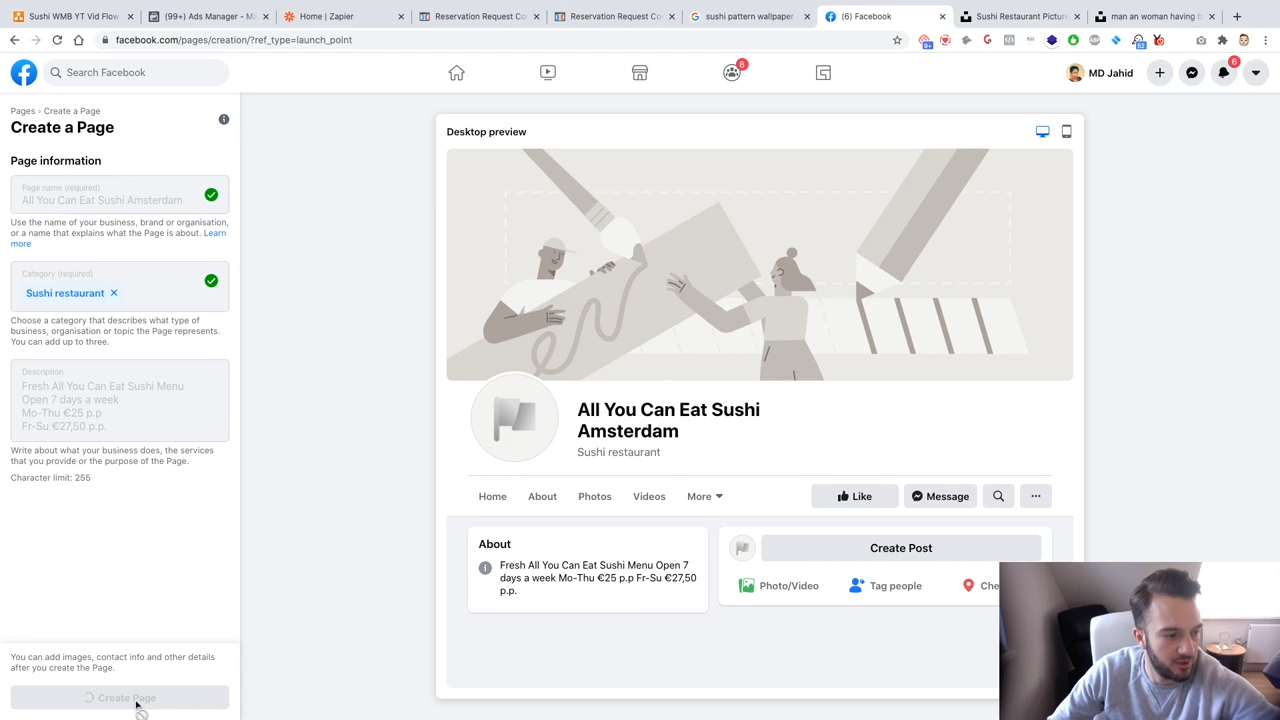 Sushi WMB YT Vid Flow
(99+) Ads Manager - Ma
Home | Zapier
Reservation Request Co
Reservation Request Co
sushi pattern wallpaper
(6) Facebook
Sushi Restaurant Picture
man an woman having b
facebook.com/pages/creation/?ref_type=launch_point
9+
52
Search Facebook
8
MD Jahid
6
Pages › Create a Page
Create a Page
Page information
Page name (required)
All You Can Eat Sushi Amsterdam
Use the name of your business, brand or organisation,
or a name that explains what the Page is about. Learn
more
Category (required)
Sushi restaurant ×
Choose a category that describes what type of
business, organisation or topic the Page represents.
You can add up to three.
Description
Fresh All You Can Eat Sushi Menu
Open 7 days a week
Mo-Thu €25 p.p
Fr-Su €27,50 p.p.
Write about what your business does, the services
that you provide or the purpose of the Page.
Character limit: 255
You can add images, contact info and other details
after you create the Page.
Create Page
Desktop preview
All You Can Eat Sushi
Amsterdam
Sushi restaurant
Home
About
Photos
Videos
More
Like
Message
About
Fresh All You Can Eat Sushi Menu Open 7
days a week Mo-Thu €25 p.p Fr-Su €27,50
p.p.
Create Post
Photo/Video
Tag people
Che